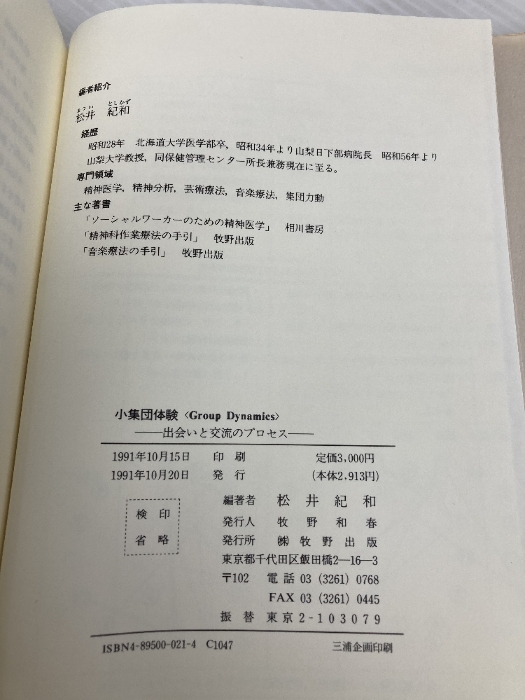 編者紹介
まつい としかず
松井 紀和
経歴
昭和28年 北海道大学医学部卒，昭和34年より山梨日下部病院長 昭和56年より
山梨大学教授，同保健管理センター所長兼務現在に至る。
専門領域
精神医学，精神分析，芸術療法，音楽療法，集団力動
主な著書
「ソーシャルワーカーのための精神医学」 相川書房
「精神科作業療法の手引」 牧野出版
「音楽療法の手引」 牧野出版
小集団体験〈Group Dynamics〉
——出会いと交流のプロセス——
1991年10月15日 印刷 定価3,000円
1991年10月20日 発行 (本体2,913円)
検印
省略
編著者 松井紀和
発行人 牧野和春
発行所 ㈱牧野出版
東京都千代田区飯田橋2—16—3
〒102 電話 03 (3261) 0768
FAX 03 (3261) 0445
振替 東京2-103079
ISBN4-89500-021-4 C1047 三浦企画印刷